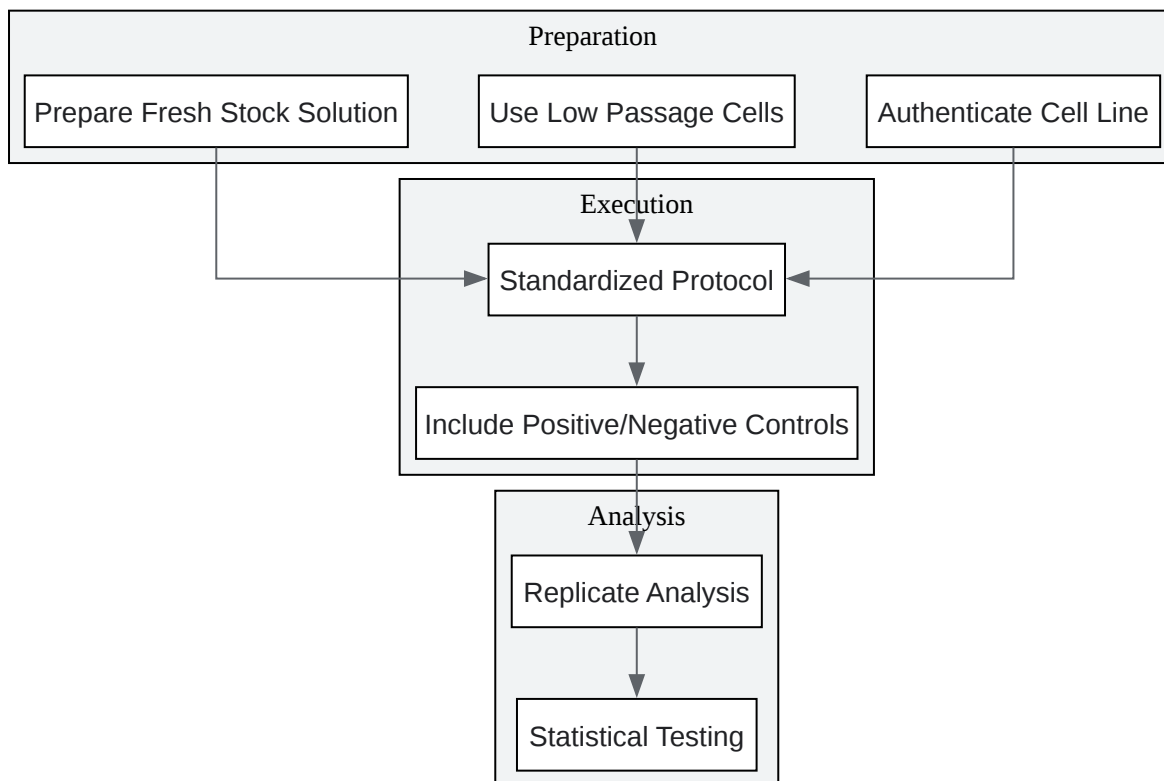 Preparation
Prepare Fresh Stock Solution
Use Low Passage Cells
Authenticate Cell Line
Execution
Standardized Protocol
Include Positive/Negative Controls
Analysis
Replicate Analysis
Statistical Testing